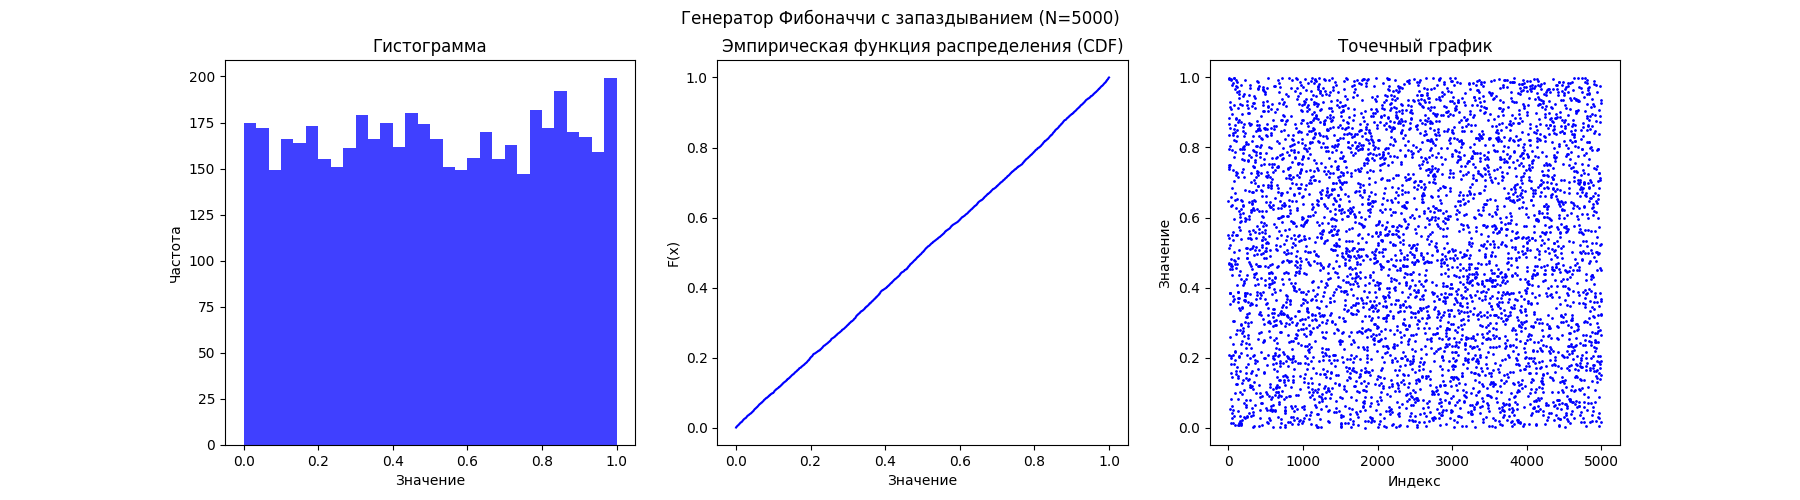 Генератор Фибоначчи с запаздыванием (N=5000)
Гистограмма
Частота
200
175
150
125
100
75
50
25
0
0.0 0.2 0.4 0.6 0.8 1.0
Значение
Эмпирическая функция распределения (CDF)
F(x)
1.0
0.8
0.6
0.4
0.2
0.0
0.0 0.2 0.4 0.6 0.8 1.0
Значение
Точечный график
Значение
1.0
0.8
0.6
0.4
0.2
0.0
0 1000 2000 3000 4000 5000
Индекс